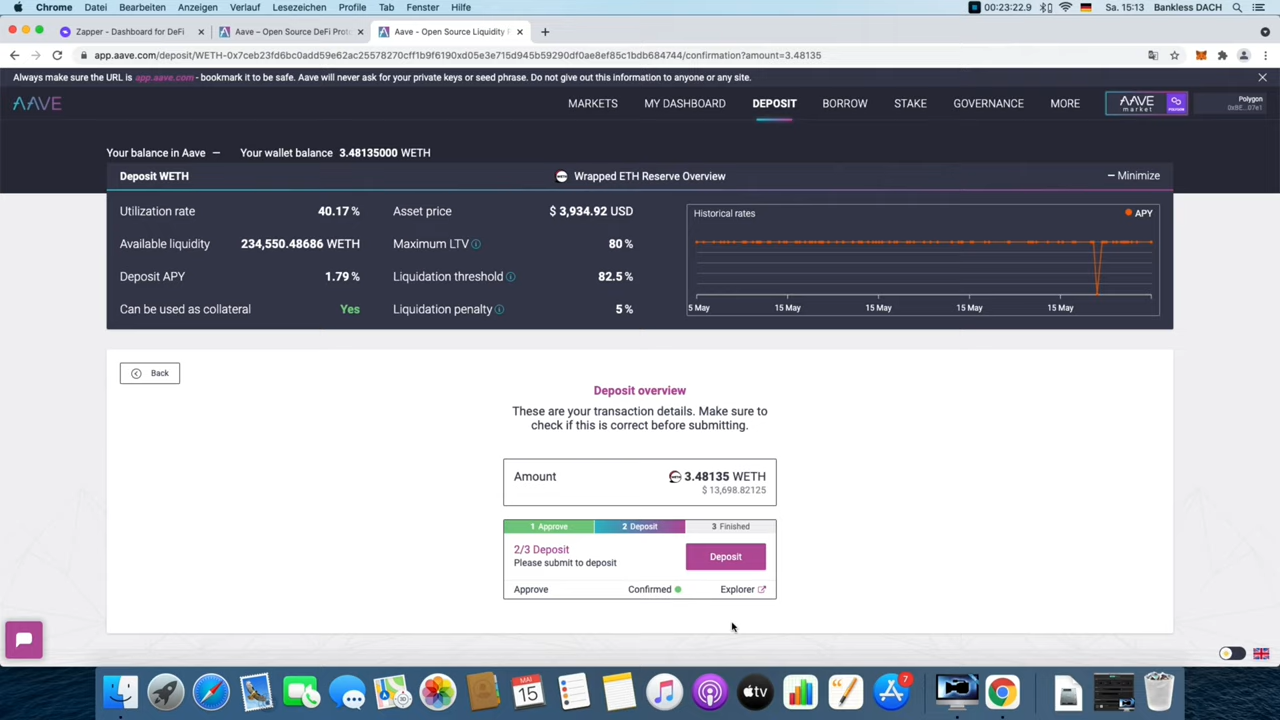 Chrome Datei Bearbeiten Anzeigen Verlauf Lesezeichen Profile Tab Fenster Hilfe 00:23:22.9 Sa. 15:13 Bankless DACH
Zapper - Dashboard for DeFi Aave – Open Source DeFi Prot Aave - Open Source Liquidity
app.aave.com/deposit/WETH-0x7ceb23fd6bc0add59e62ac25578270cff1b9f6190xd05e3e715d945b59290df0ae8ef85c1bdb684744/confirmation?amount=3.48135
Always make sure the URL is app.aave.com - bookmark it to be safe. Aave will never ask for your private keys or seed phrase. Do not give out this information to anyone or any site.
AAVE MARKETS MY DASHBOARD DEPOSIT BORROW STAKE GOVERNANCE MORE AAVE market POLYGON Polygon
0x8E...07e1
Your balance in Aave – Your wallet balance 3.48135000 WETH
Deposit WETH Wrapped ETH Reserve Overview – Minimize
Utilization rate 40.17 % Asset price $ 3,934.92 USD Historical rates APY
Available liquidity 234,550.48686 WETH Maximum LTV 80 %
Deposit APY 1.79 % Liquidation threshold 82.5 %
Can be used as collateral Yes Liquidation penalty 5 % 5 May 15 May 15 May 15 May 15 May
Back
Deposit overview
These are your transaction details. Make sure to
check if this is correct before submitting.
Amount 3.48135 WETH
$ 13,698.82125
1 Approve 2 Deposit 3 Finished
2/3 Deposit
Please submit to deposit
Deposit
Approve Confirmed Explorer
MAI
15
tv
7